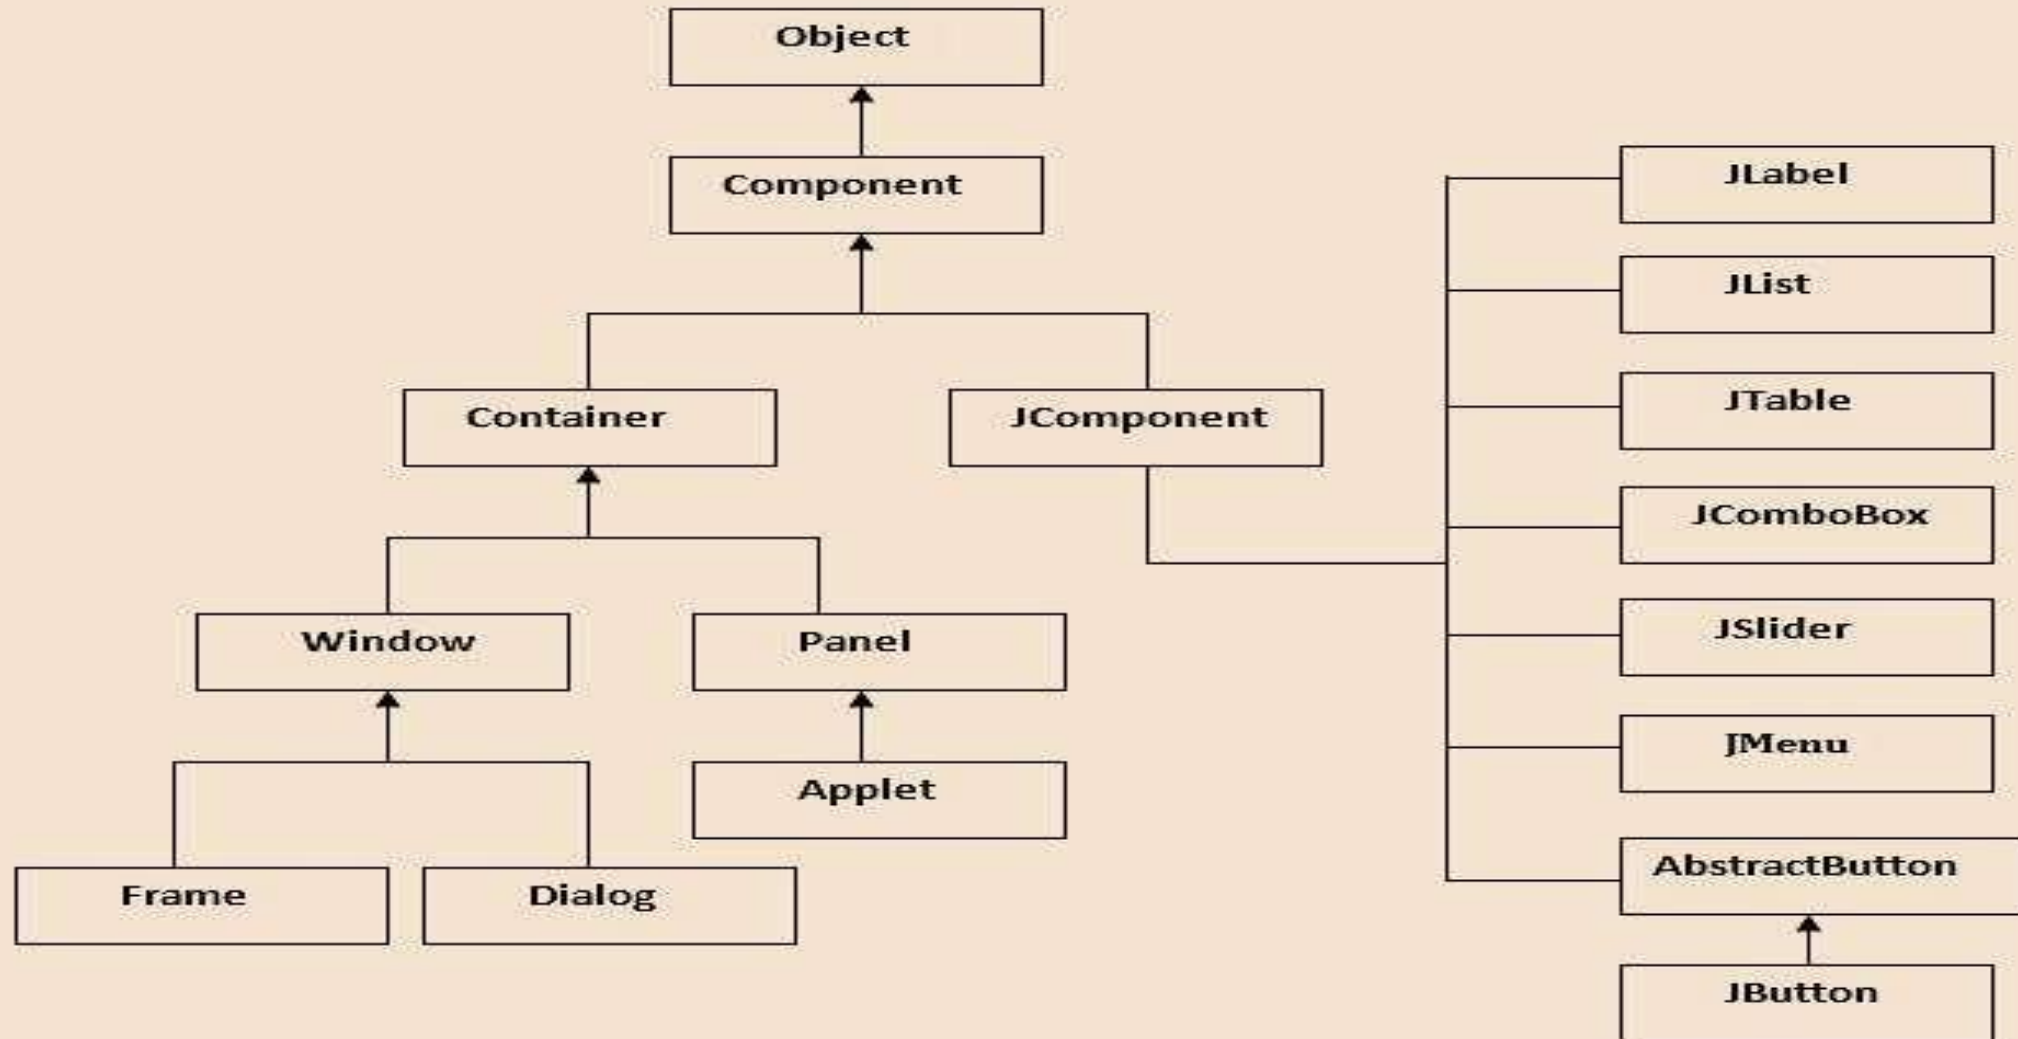 Object
Component
Container
JComponent
Window
Panel
Applet
Frame
Dialog
JLabel
JList
JTable
JComboBox
JSlider
JMenu
AbstractButton
JButton